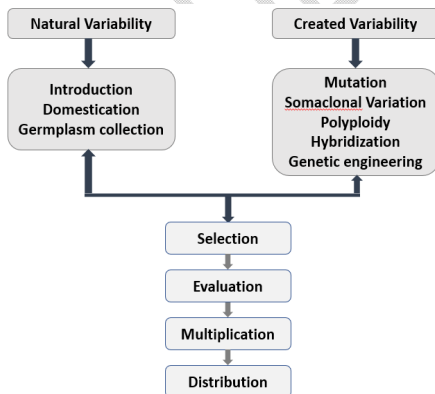 Natural Variability
Created Variability
Introduction
Domestication
Germplasm collection
Mutation
Somaclonal Variation
Polyploidy
Hybridization
Genetic engineering
Selection
Evaluation
Multiplication
Distribution